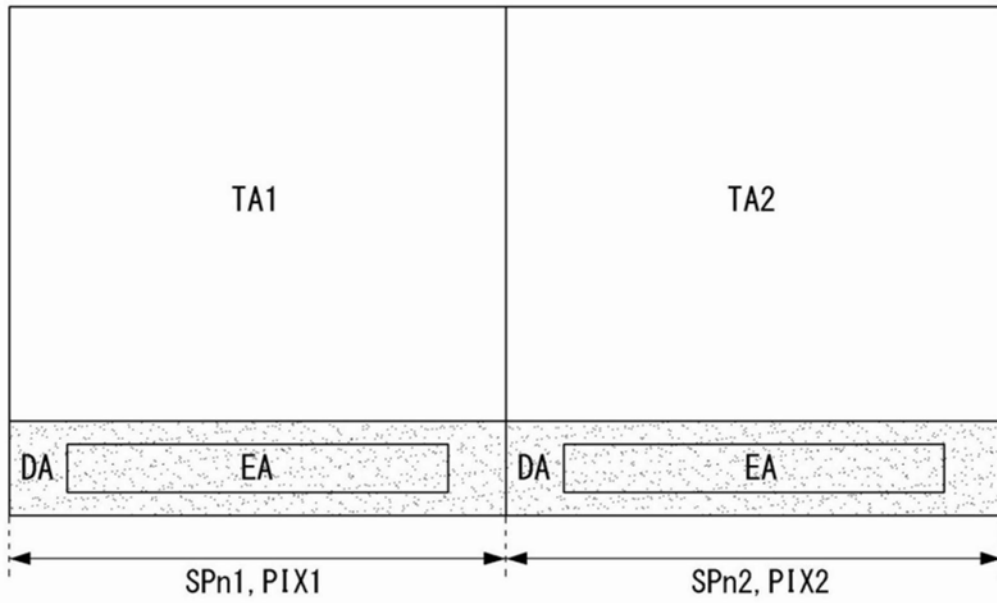 TA1 TA2
DA EA DA EA
SPn1, PIX1 SPn2, PIX2